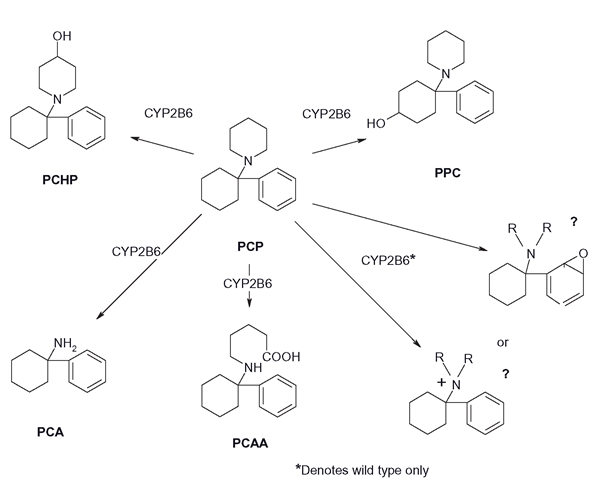 OH
N
PCHP
CYP2B6
N
PCP
CYP2B6
N
HO
PPC
CYP2B6
NH2
PCA
CYP2B6
COOH
NH
PCAA
CYP2B6*
R R ?
N
O
or
R R
+ N ?
*Denotes wild type only